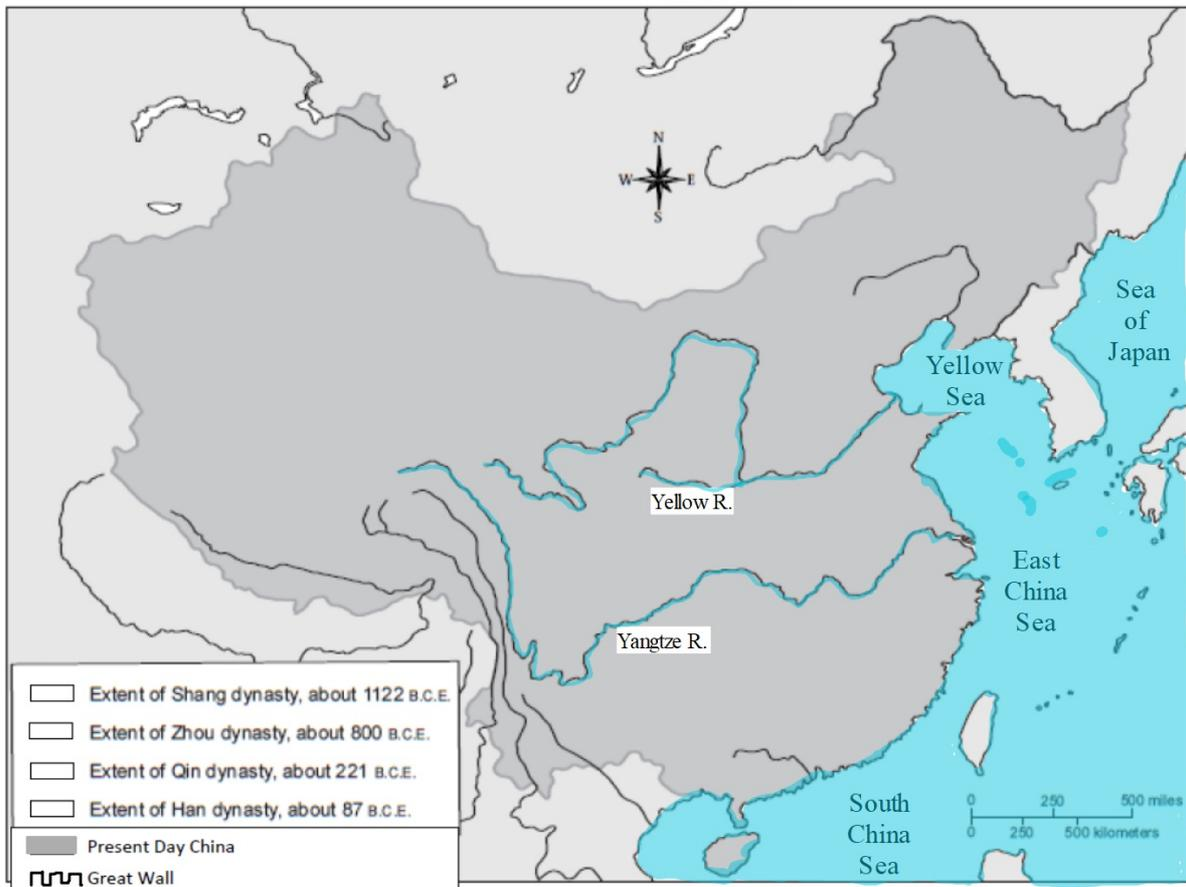 N
W E
S
Sea
of
Japan
Yellow
Sea
Yellow R.
East
China
Sea
Yangtze R.
Extent of Shang dynasty, about 1122 B.C.E.
Extent of Zhou dynasty, about 800 B.C.E.
Extent of Qin dynasty, about 221 B.C.E.
Extent of Han dynasty, about 87 B.C.E.
Present Day China
Great Wall
South
China
Sea
0 250 500 miles
0 250 500 kilometers